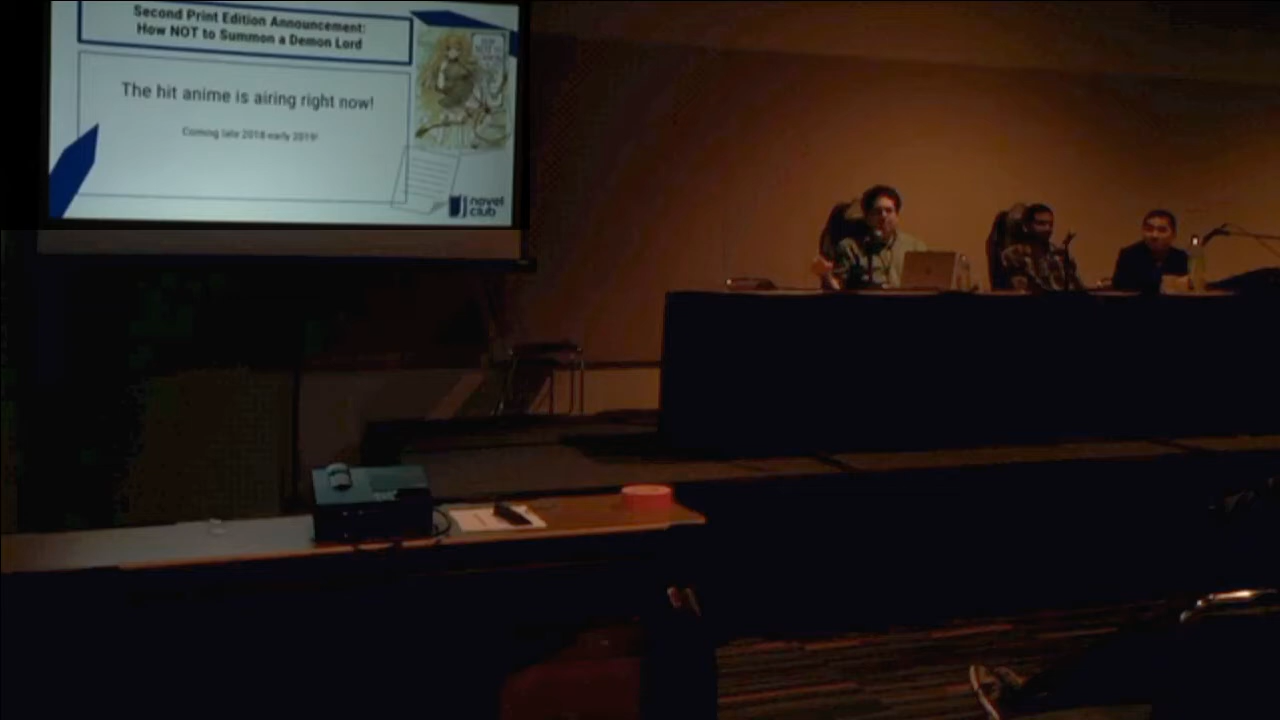 Second Print Edition Announcement:
How NOT to Summon a Demon Lord
The hit anime is airing right now!
Coming late 2018-early 2019!
novel
club